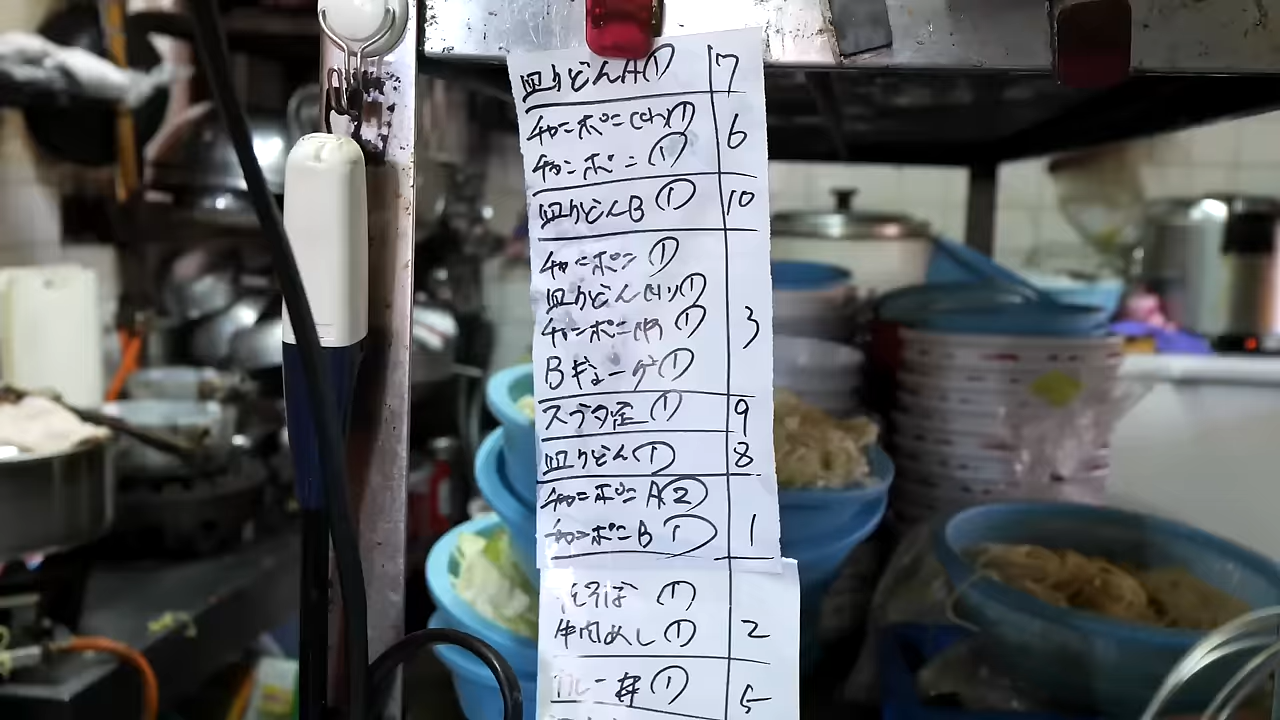 皿うどんA① 7
チャンポン(小)①
チャンポン① 6
皿うどんB① 10
チャンポン①
皿うどん(小)①
チャンポン① 3
Bギョーザ①
スブタ定① 9
皿うどん① 8
チャンポンA②
チャンポンB① 1
そば①
牛肉めし① 2
カレー丼① 5